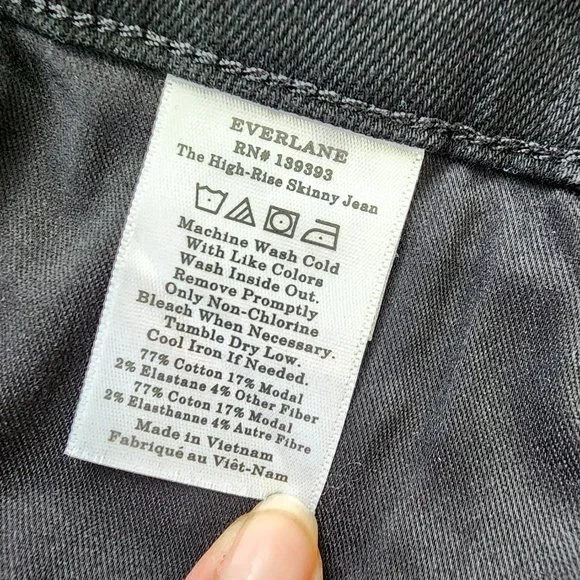 EVERLANE
RN# 139393
The High-Rise Skinny Jean
Machine Wash Cold
With Like Colors
Wash Inside Out.
Remove Promptly
Only Non-Chlorine
Bleach When Necessary.
Tumble Dry Low.
Cool Iron If Needed.
77% Cotton 17% Modal
2% Elastane 4% Other Fiber
77% Coton 17% Modal
2% Elasthanne 4% Autre Fibre
Made in Vietnam
Fabriqué au Viêt-Nam